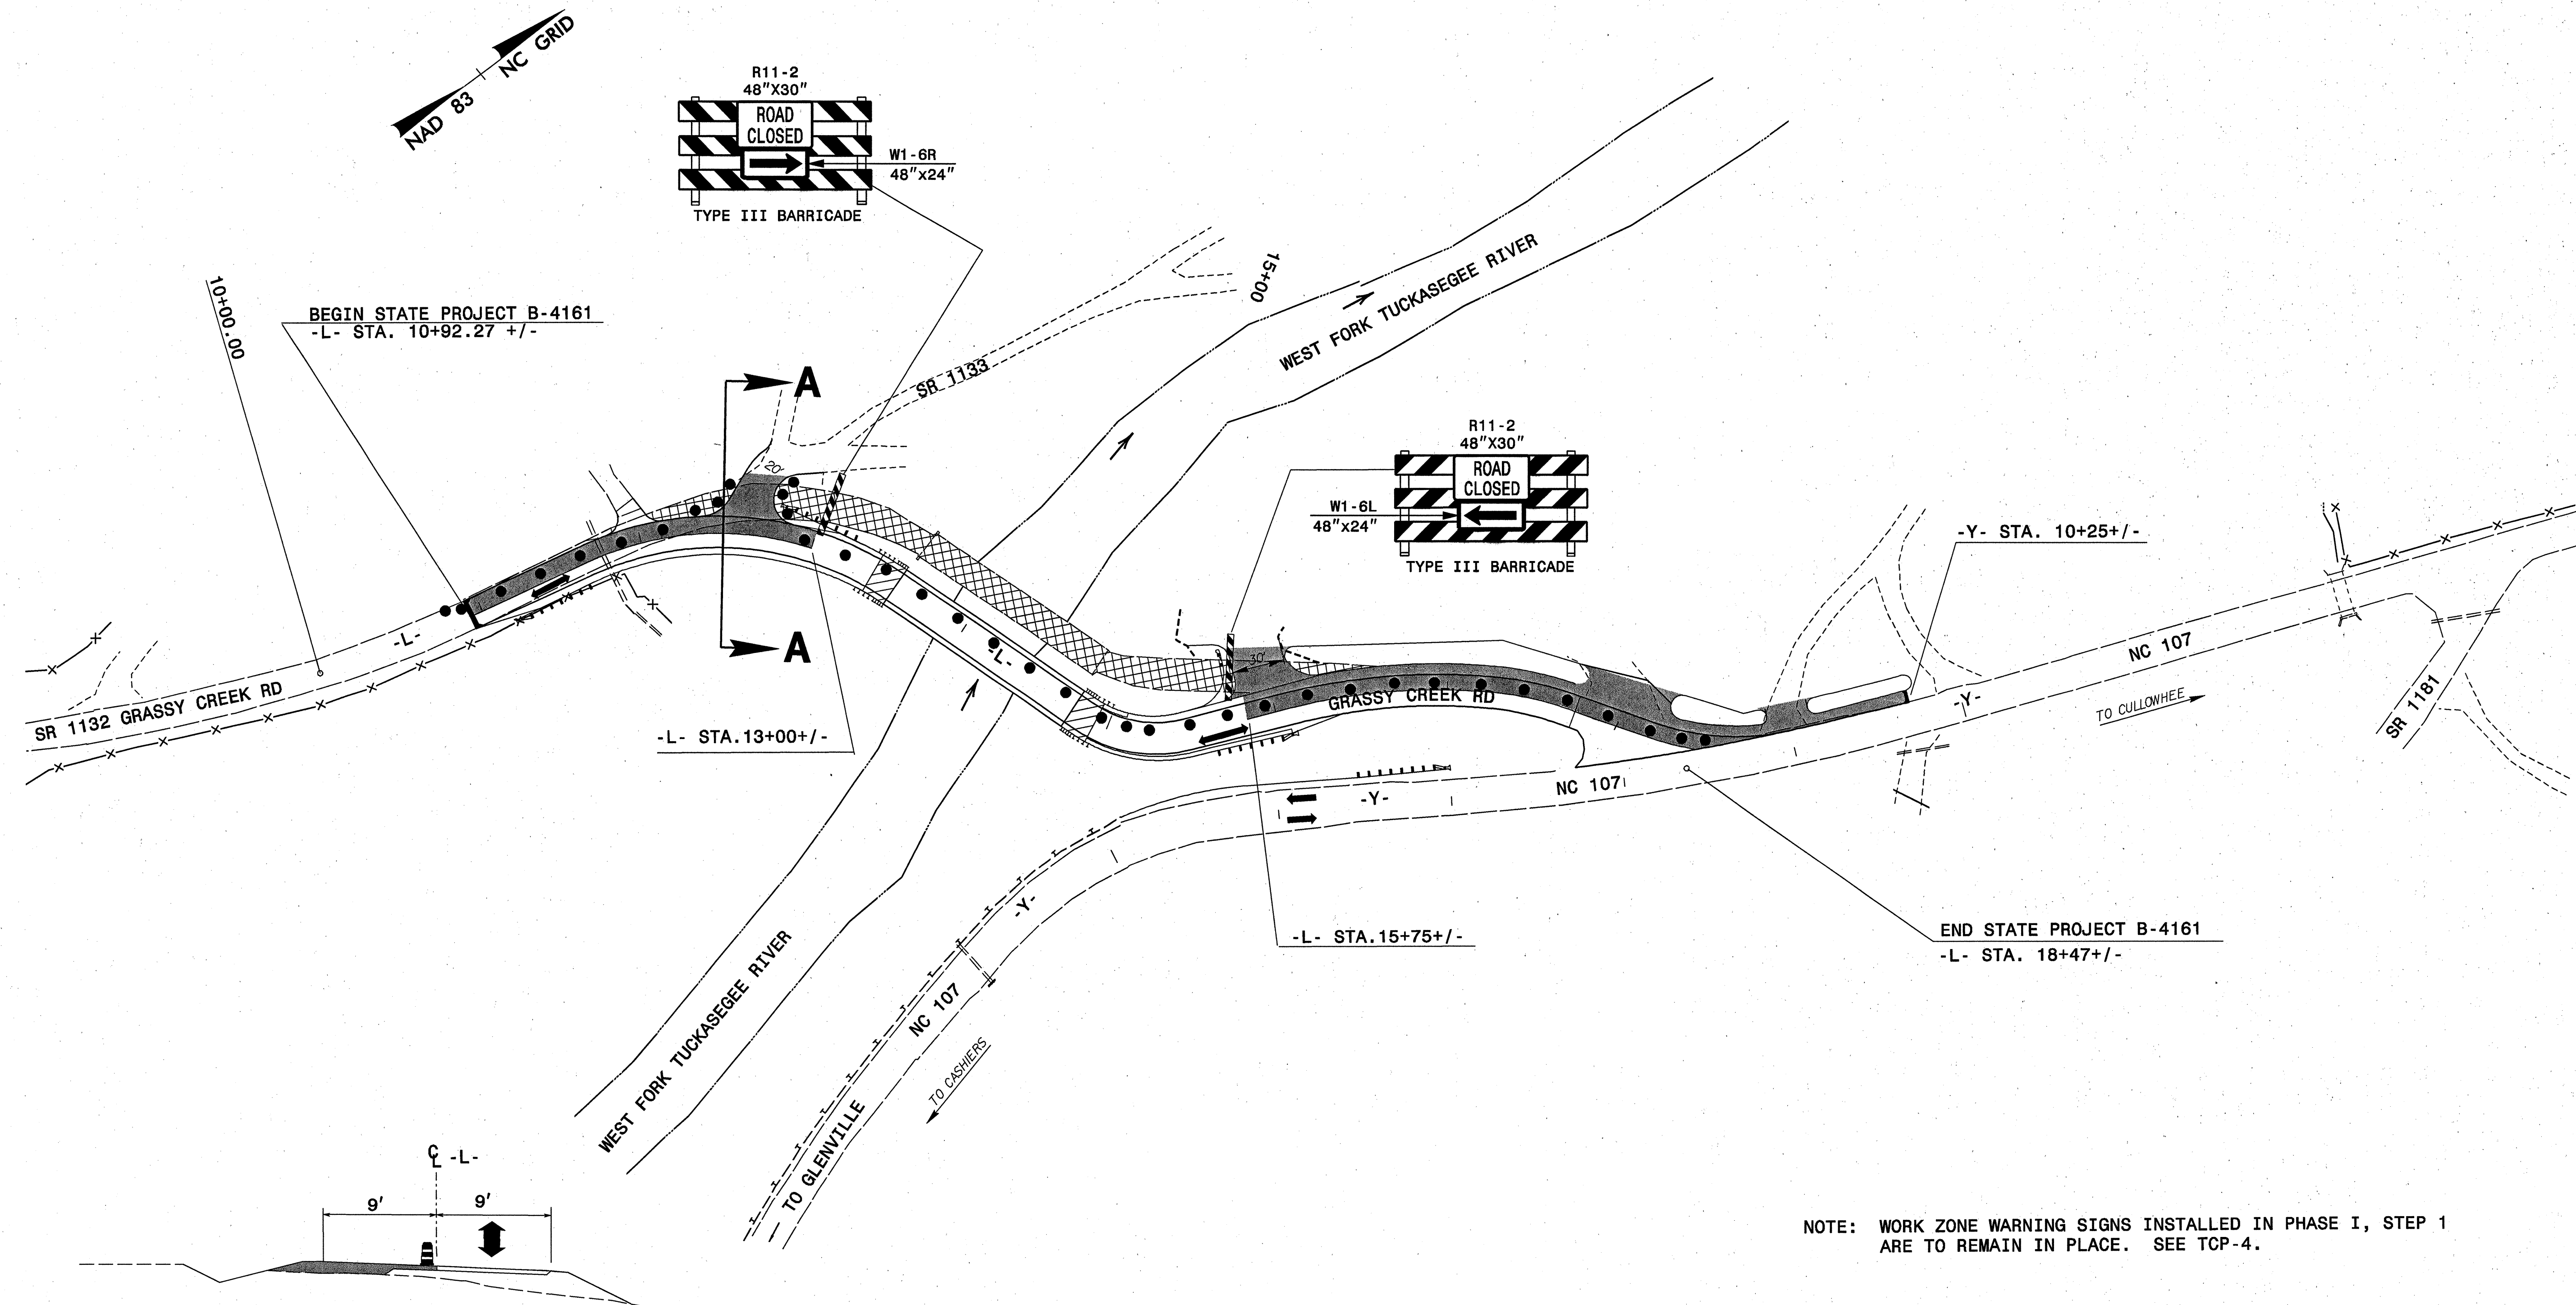 NAD 83
NC GRID
R11-2
48"X30"
ROAD
CLOSED
W1-6R
48"x24"
TYPE III BARRICADE
10+00.00
BEGIN STATE PROJECT B-4161
-L- STA. 10+92.27 +/-
15+00
SR 1133
WEST FORK TUCKASEGEE RIVER
A
20'
R11-2
48"X30"
ROAD
CLOSED
W1-6L
48"x24"
TYPE III BARRICADE
-Y- STA. 10+25+/-
-L-
A
-L-
30'
GRASSY CREEK RD
SR 1132 GRASSY CREEK RD
NC 107
-Y-
TO CULLOWHEE
SR 1181
-L- STA.13+00+/-
NC 107
-Y-
-Y-
-L- STA.15+75+/-
END STATE PROJECT B-4161
-L- STA. 18+47+/-
WEST FORK TUCKASEGEE RIVER
NC 107
TO CASHIERS
TO GLENVILLE
CL -L-
9'
9'
NOTE: WORK ZONE WARNING SIGNS INSTALLED IN PHASE I, STEP 1
ARE TO REMAIN IN PLACE. SEE TCP-4.